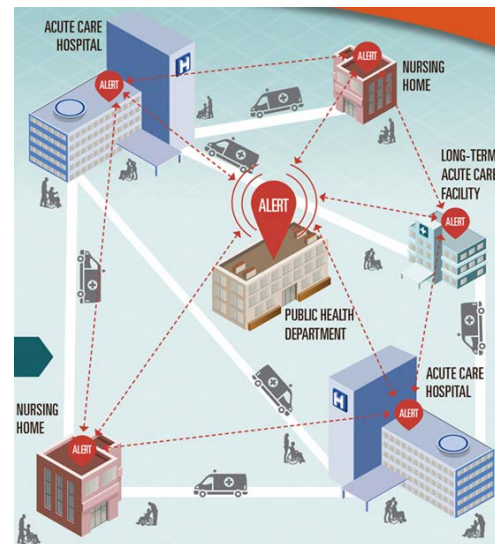 ACUTE CARE
HOSPITAL
ALERT
H
ALERT
NURSING
HOME
LONG-TERM
ACUTE CARE
FACILITY
ALERT
ALERT
PUBLIC HEALTH
DEPARTMENT
ACUTE CARE
HOSPITAL
H
ALERT
NURSING
HOME
ALERT